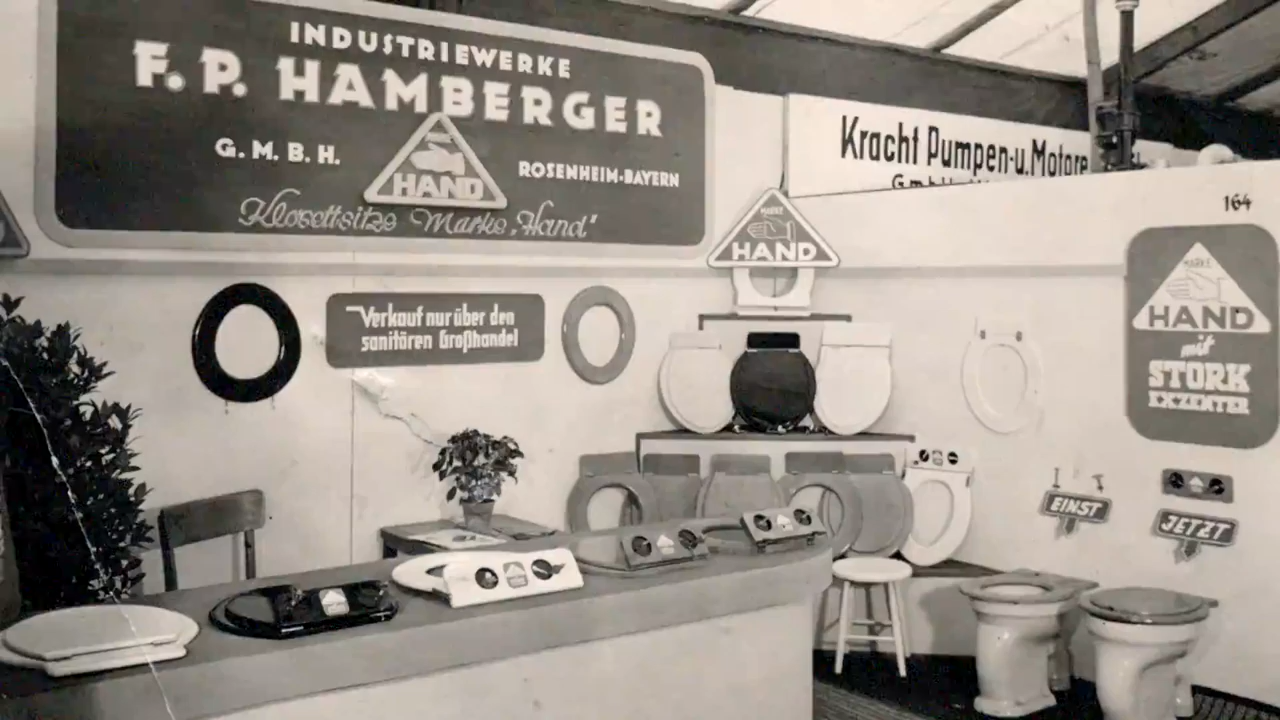 INDUSTRIEWERKE
F. P. HAMBERGER
G. M. B. H.
HAND
ROSENHEIM-BAYERN
Klosettsitze Marke „Hand"
Kracht Pumpen-u. Motore
GmbH
164
MARKE
HAND
MARKE
HAND
mit
STORK
EXZENTER
Verkauf nur über den
sanitären Großhandel
EINST
JETZT